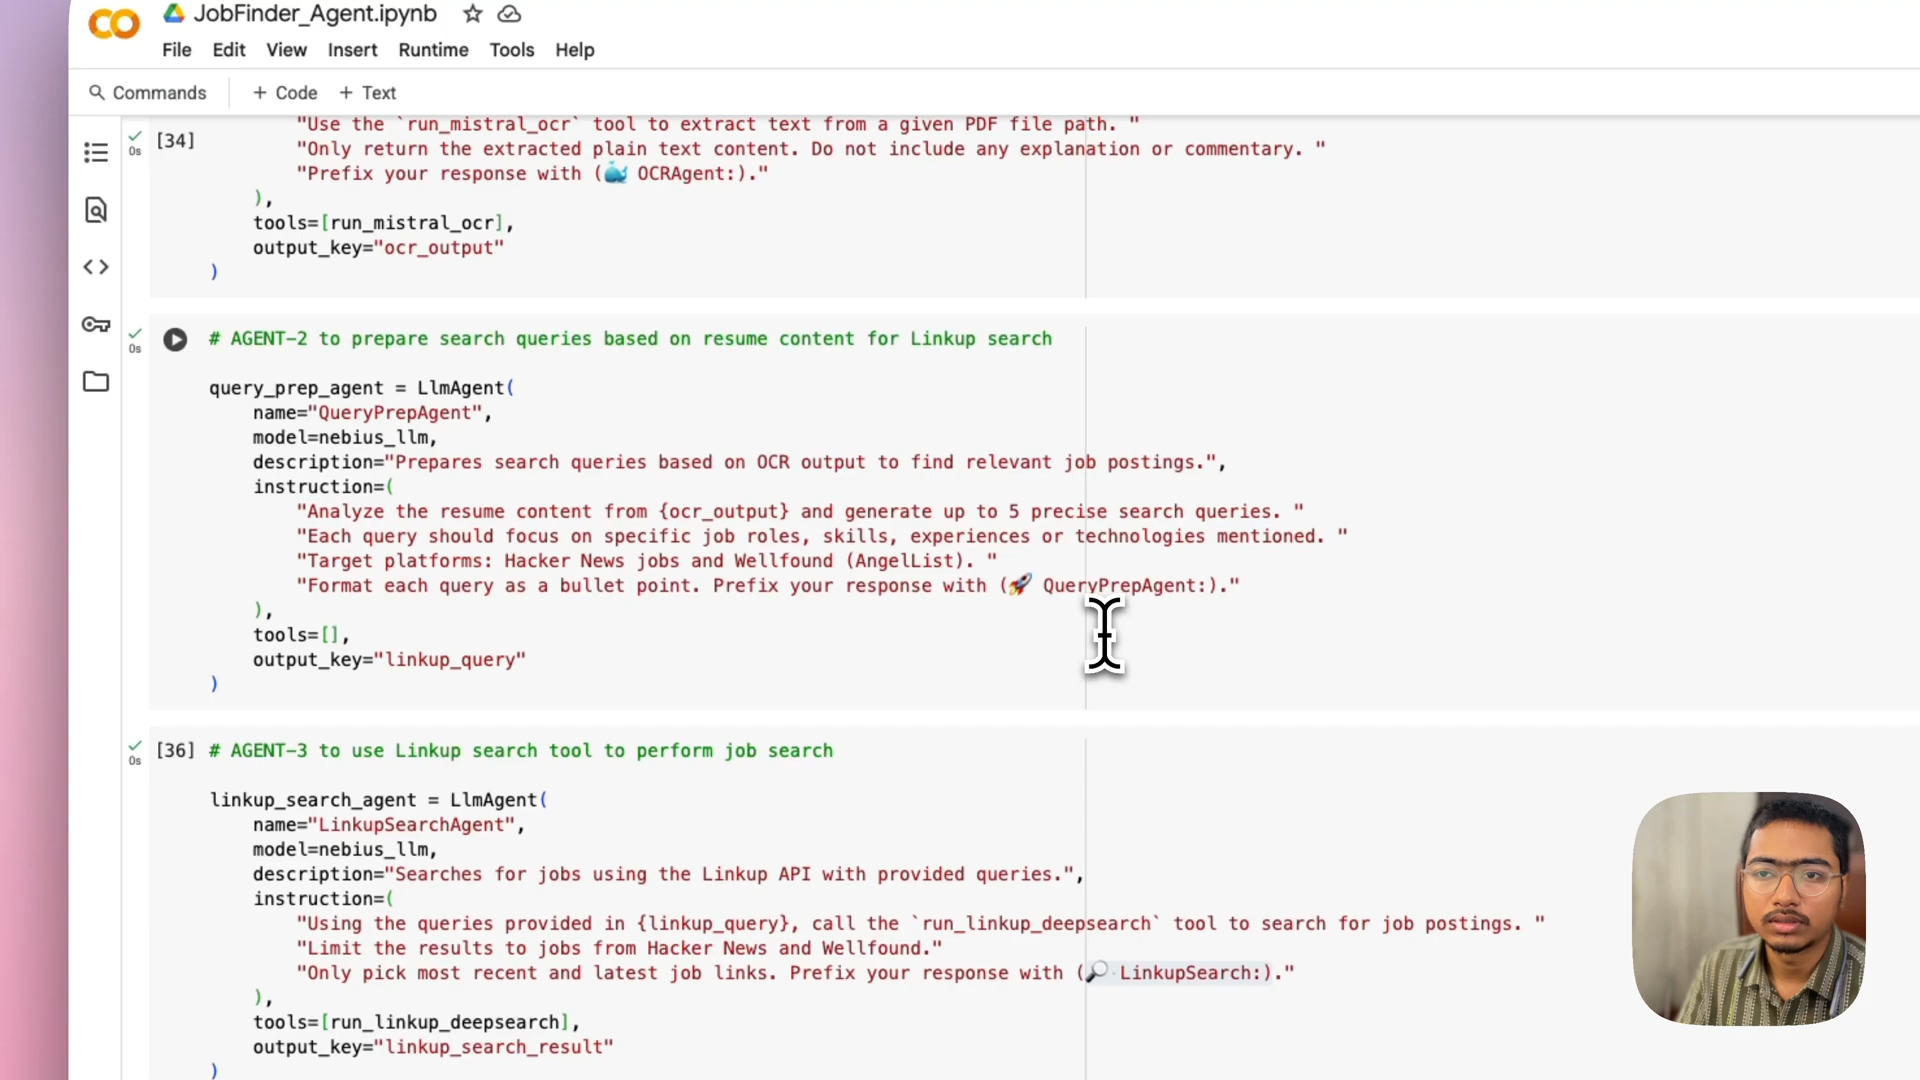 JobFinder_Agent.ipynb
File Edit View Insert Runtime Tools Help
Commands + Code + Text
0s [34] "Use the `run_mistral_ocr` tool to extract text from a given PDF file path. "
"Only return the extracted plain text content. Do not include any explanation or commentary. "
"Prefix your response with (🐳 OCRAgent:)."
),
tools=[run_mistral_ocr],
output_key="ocr_output"
)
0s # AGENT-2 to prepare search queries based on resume content for Linkup search
query_prep_agent = LlmAgent(
name="QueryPrepAgent",
model=nebius_llm,
description="Prepares search queries based on OCR output to find relevant job postings.",
instruction=(
"Analyze the resume content from {ocr_output} and generate up to 5 precise search queries. "
"Each query should focus on specific job roles, skills, experiences or technologies mentioned. "
"Target platforms: Hacker News jobs and Wellfound (AngelList). "
"Format each query as a bullet point. Prefix your response with (🚀 QueryPrepAgent:)."
),
tools=[],
output_key="linkup_query"
)
0s [36] # AGENT-3 to use Linkup search tool to perform job search
linkup_search_agent = LlmAgent(
name="LinkupSearchAgent",
model=nebius_llm,
description="Searches for jobs using the Linkup API with provided queries.",
instruction=(
"Using the queries provided in {linkup_query}, call the `run_linkup_deepsearch` tool to search for job postings. "
"Limit the results to jobs from Hacker News and Wellfound."
"Only pick most recent and latest job links. Prefix your response with (🔎 LinkupSearch:)."
),
tools=[run_linkup_deepsearch],
output_key="linkup_search_result"
)